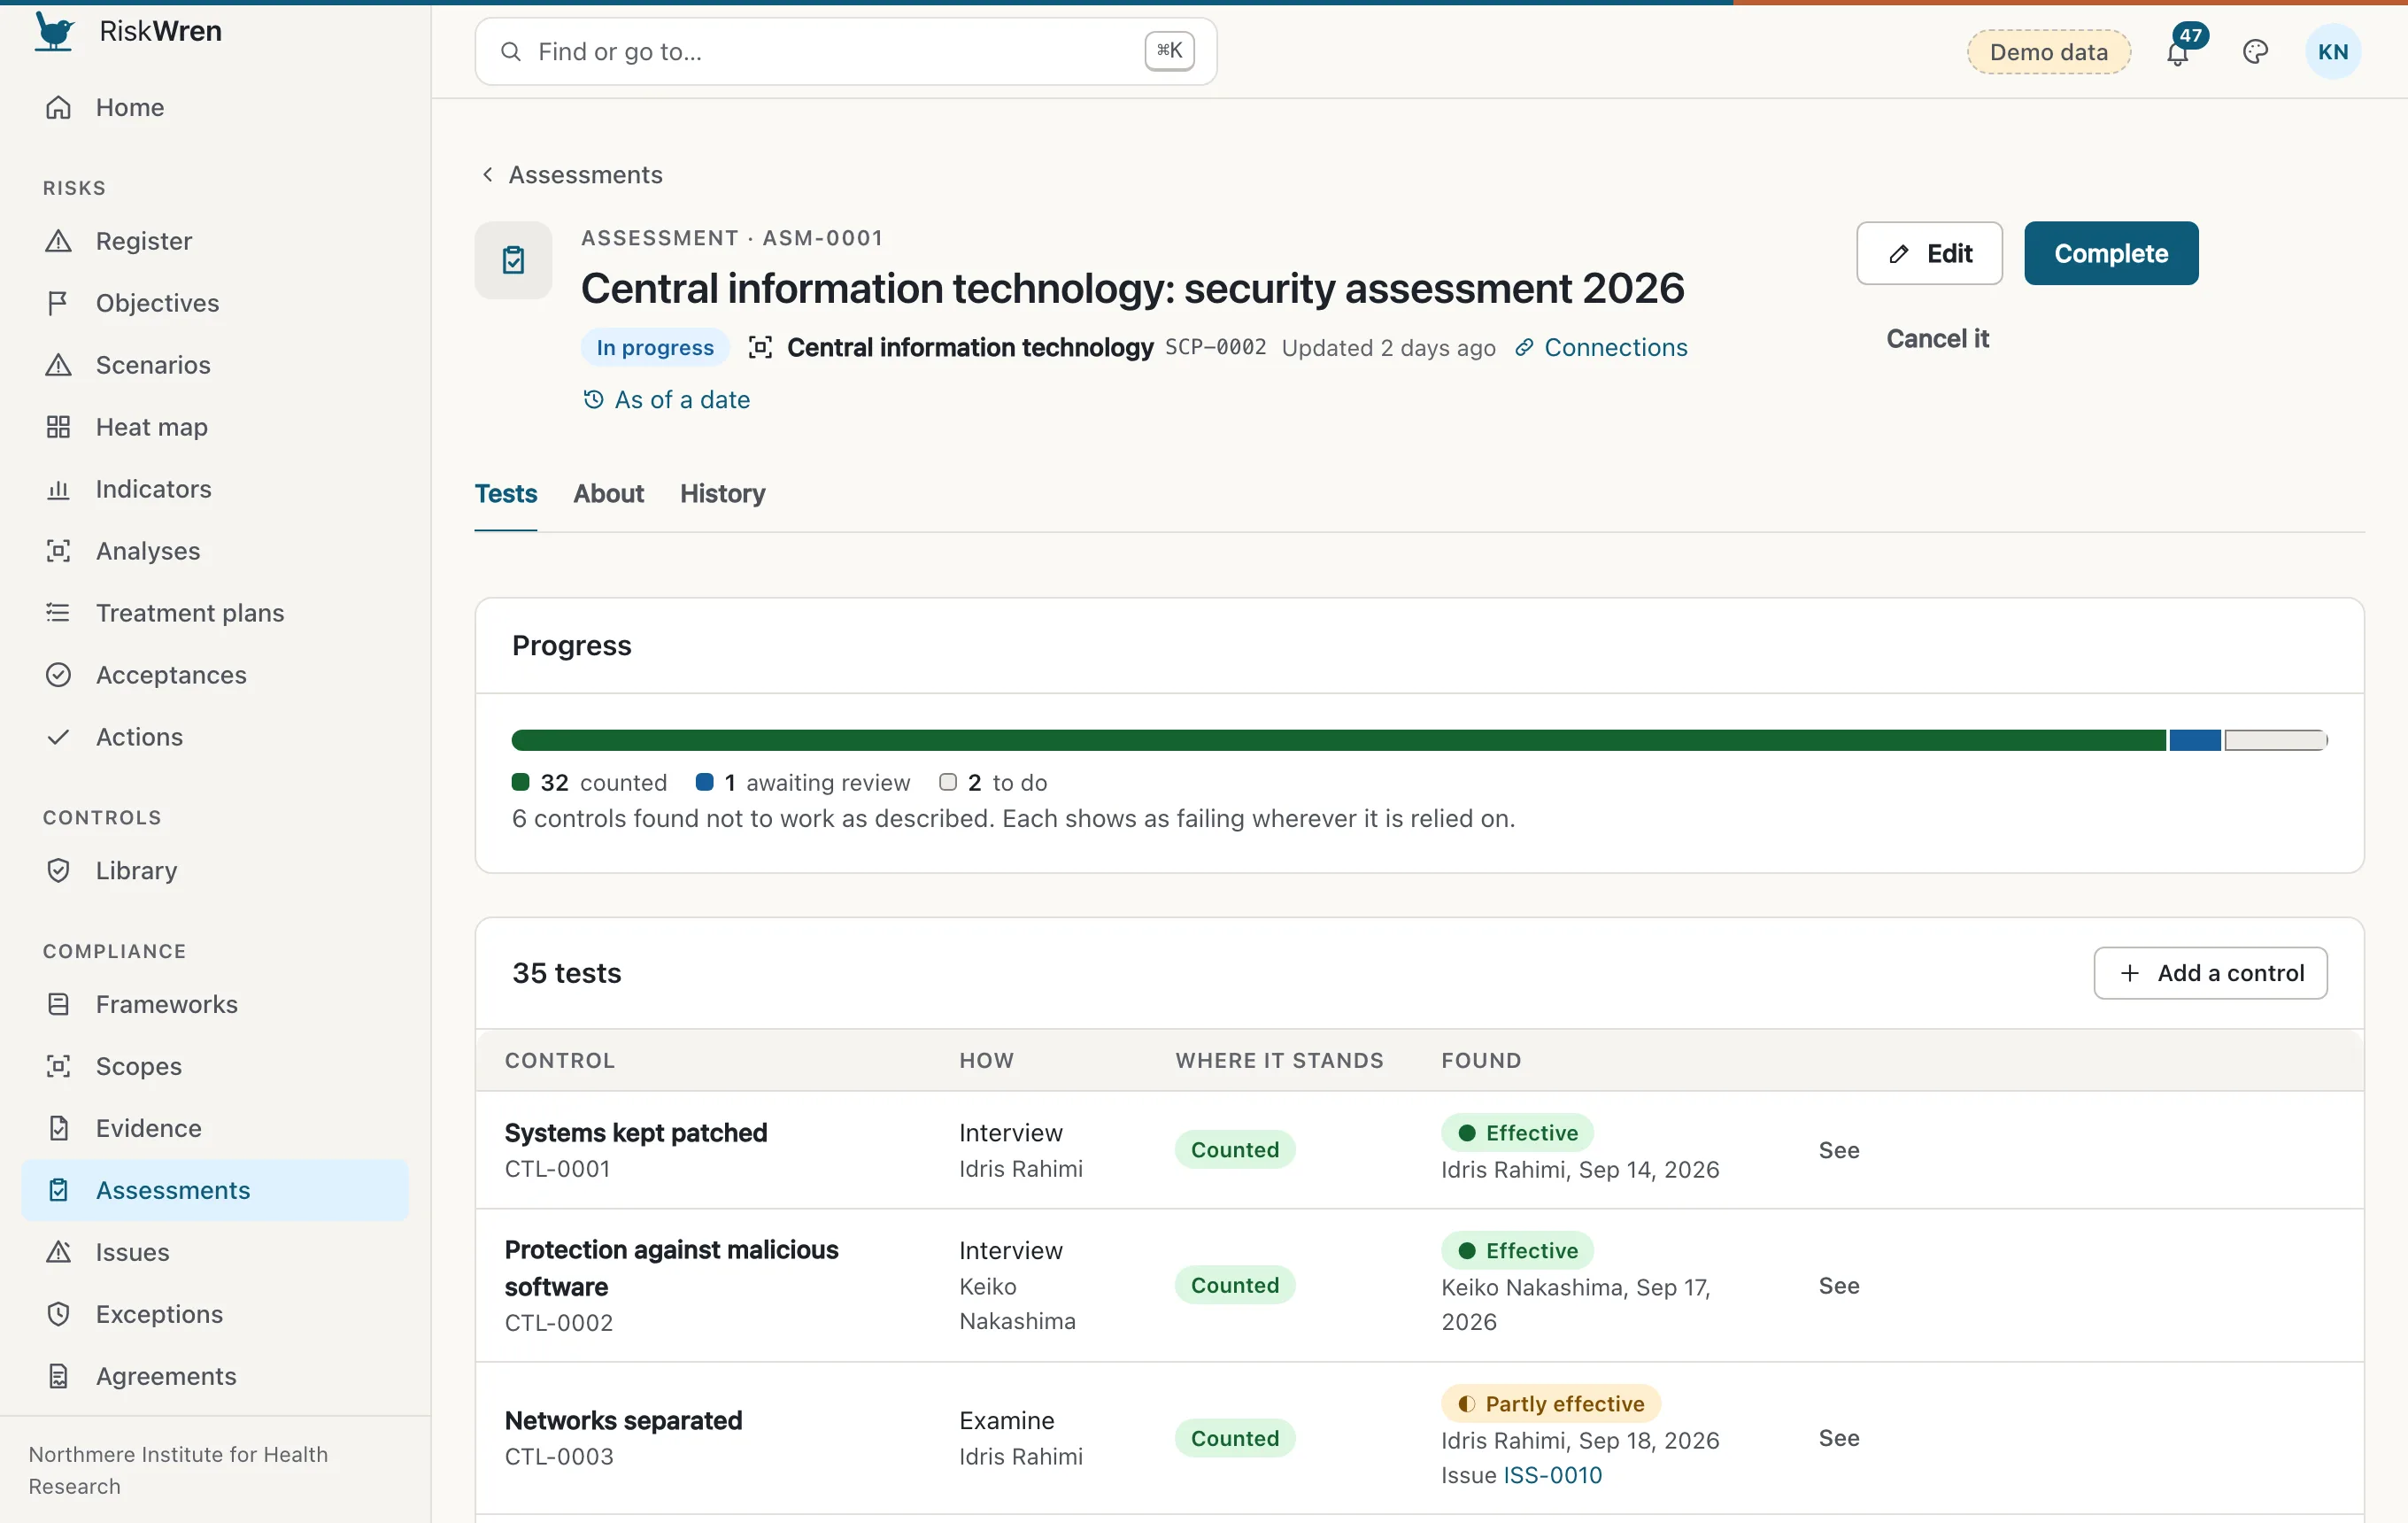 RiskWren
Find or go to...
⌘K
Demo data
47
KN
Home
RISKS
Register
Objectives
Scenarios
Heat map
Indicators
Analyses
Treatment plans
Acceptances
Actions
CONTROLS
Library
COMPLIANCE
Frameworks
Scopes
Evidence
Assessments
Issues
Exceptions
Agreements
Northmere Institute for Health
Research
Assessments
ASSESSMENT · ASM-0001
Central information technology: security assessment 2026
In progress Central information technology SCP-0002 Updated 2 days ago Connections
As of a date
Edit
Complete
Cancel it
Tests About History
Progress
32 counted 1 awaiting review 2 to do
6 controls found not to work as described. Each shows as failing wherever it is relied on.
35 tests
Add a control
CONTROL HOW WHERE IT STANDS FOUND
Systems kept patched
CTL-0001
Interview
Idris Rahimi
Counted
Effective
Idris Rahimi, Sep 14, 2026
See
Protection against malicious
software
CTL-0002
Interview
Keiko
Nakashima
Counted
Effective
Keiko Nakashima, Sep 17,
2026
See
Networks separated
CTL-0003
Examine
Idris Rahimi
Counted
Partly effective
Idris Rahimi, Sep 18, 2026
Issue ISS-0010
See